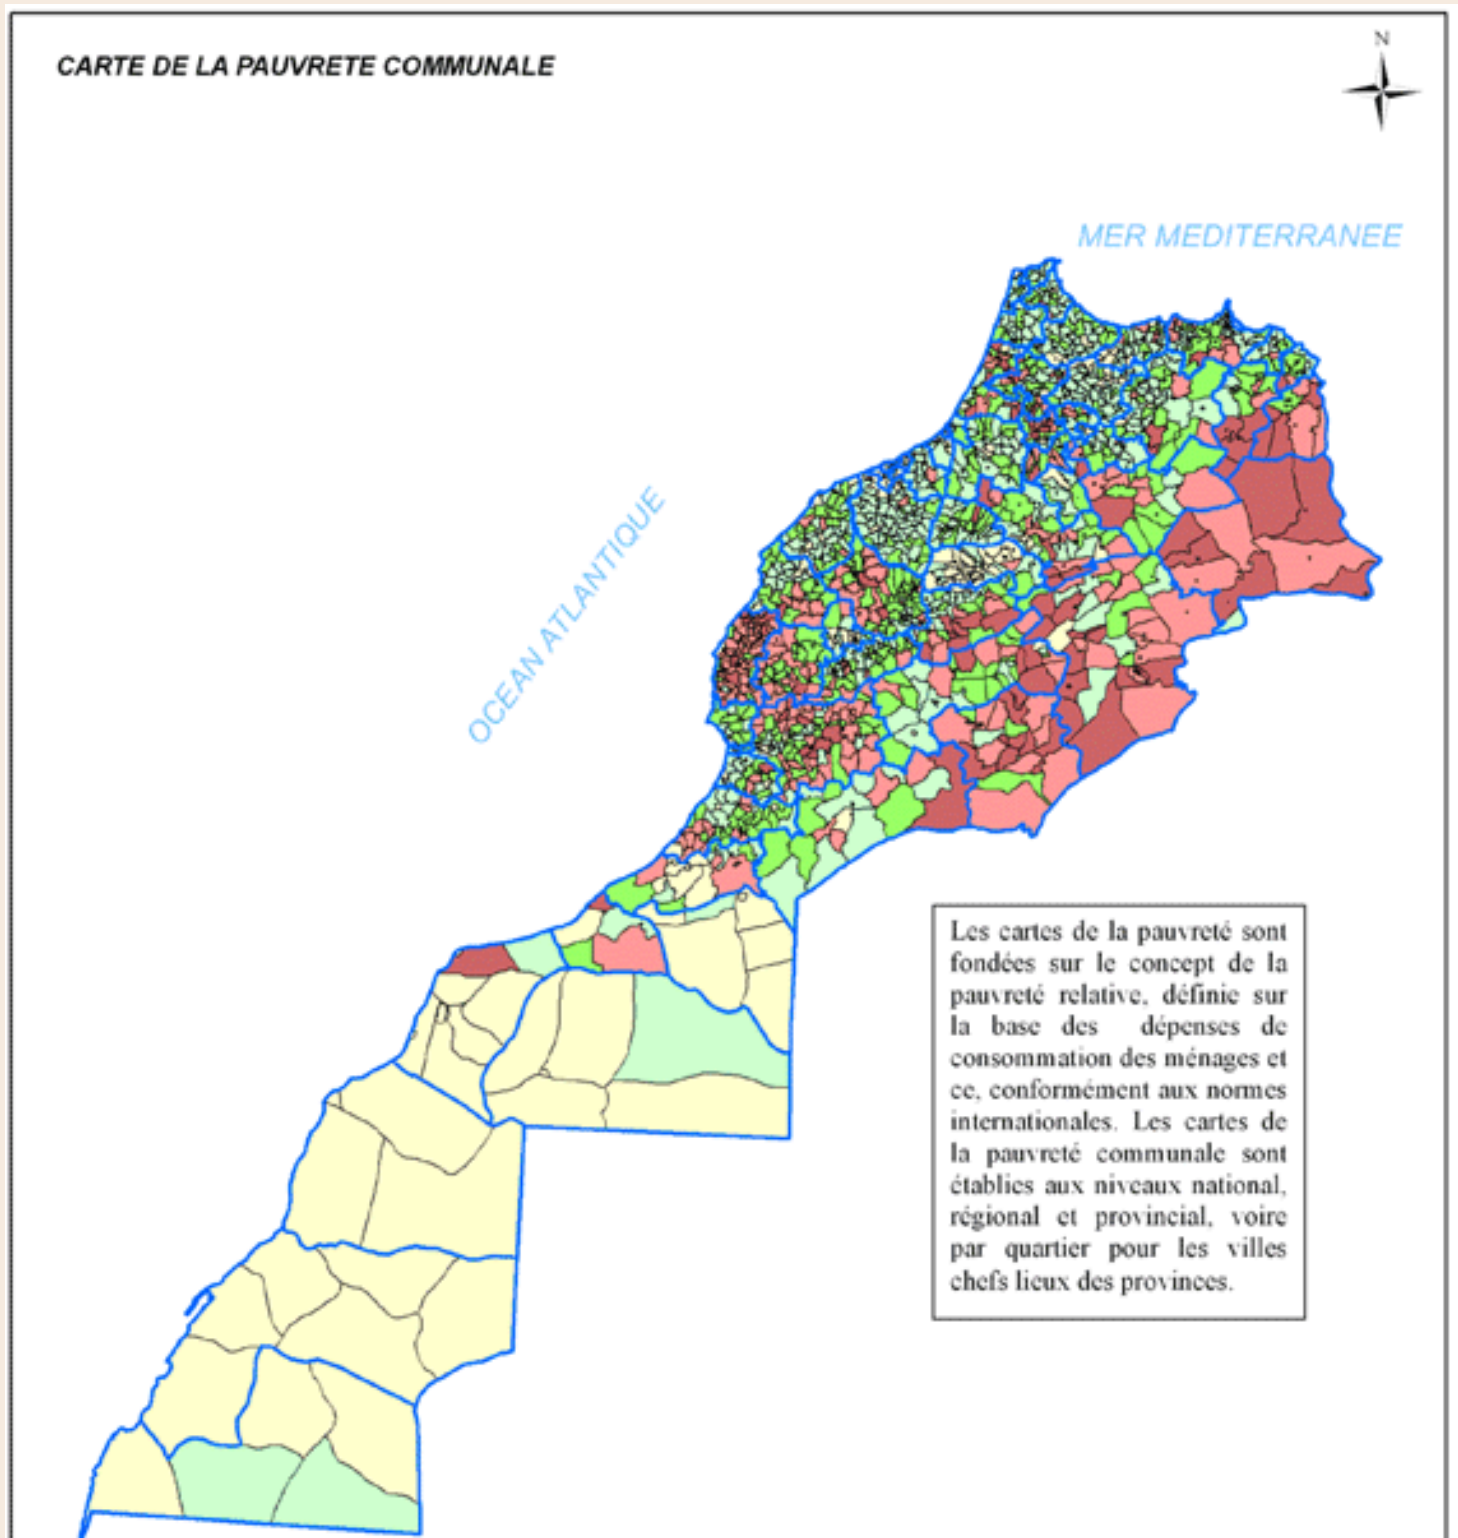 CARTE DE LA PAUVRETE COMMUNALE
N
MER MEDITERRANEE
OCEAN ATLANTIQUE
Les cartes de la pauvreté sont
fondées sur le concept de la
pauvreté relative, définie sur
la base des dépenses de
consommation des ménages et
ce, conformément aux normes
internationales. Les cartes de
la pauvreté communale sont
établies aux niveaux national,
régional et provincial, voire
par quartier pour les villes
chefs lieux des provinces.